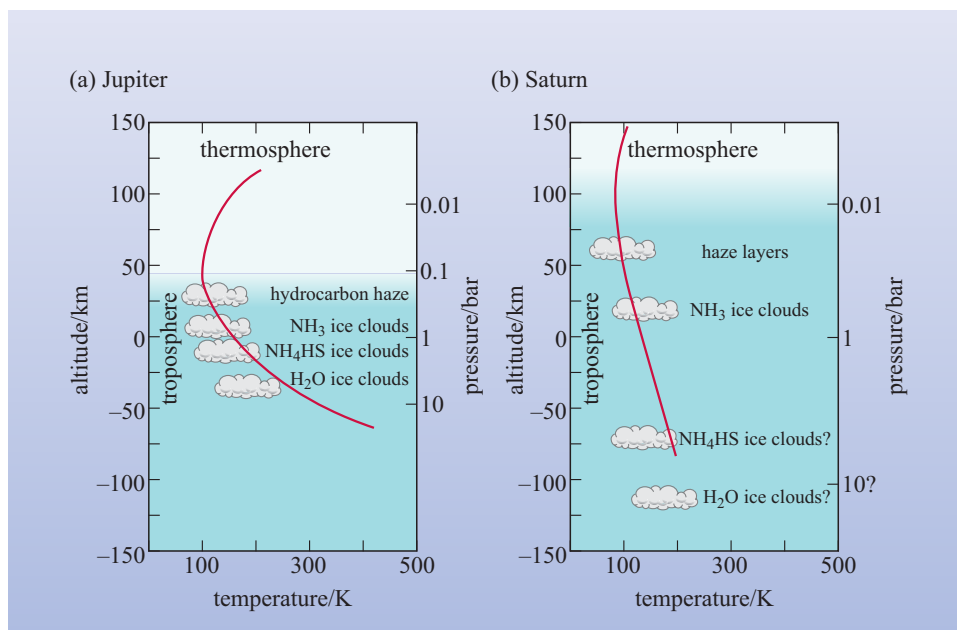 (a) Jupiter
150
100
50
0
–50
–100
–150
altitude/km
troposphere
thermosphere
hydrocarbon haze
NH3 ice clouds
NH4HS ice clouds
H2O ice clouds
0.01
0.1
1
10
pressure/bar
100
300
500
temperature/K
(b) Saturn
150
100
50
0
–50
–100
–150
altitude/km
troposphere
thermosphere
haze layers
NH3 ice clouds
NH4HS ice clouds?
H2O ice clouds?
0.01
1
10?
pressure/bar
100
300
500
temperature/K